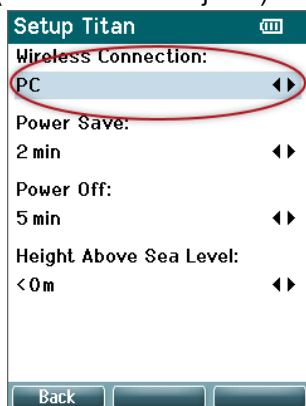 Setup Titan
Wireless Connection:
PC
Power Save:
2 min
Power Off:
5 min
Height Above Sea Level:
<0m
Back